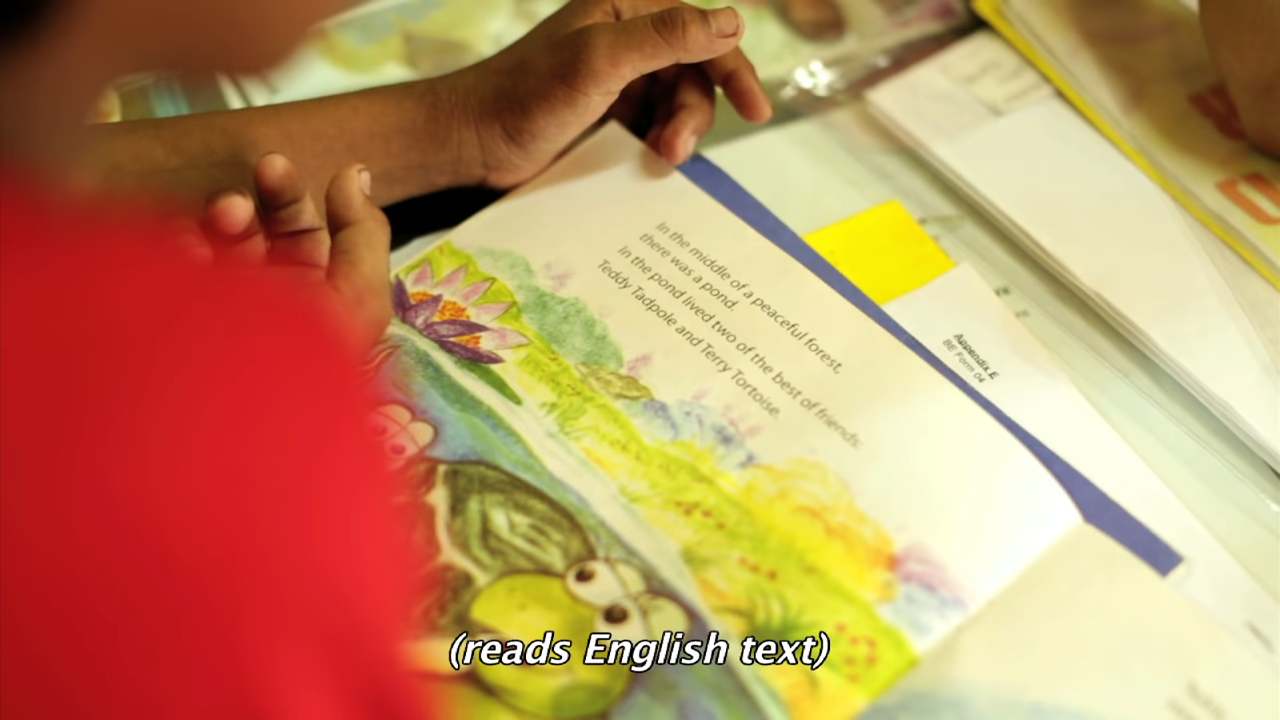 In the middle of a peaceful forest,
there was a pond.
In the pond lived two of the best of friends:
Teddy Tadpole and Terry Tortoise.
Appendix E
BE Form 04
(reads English text)